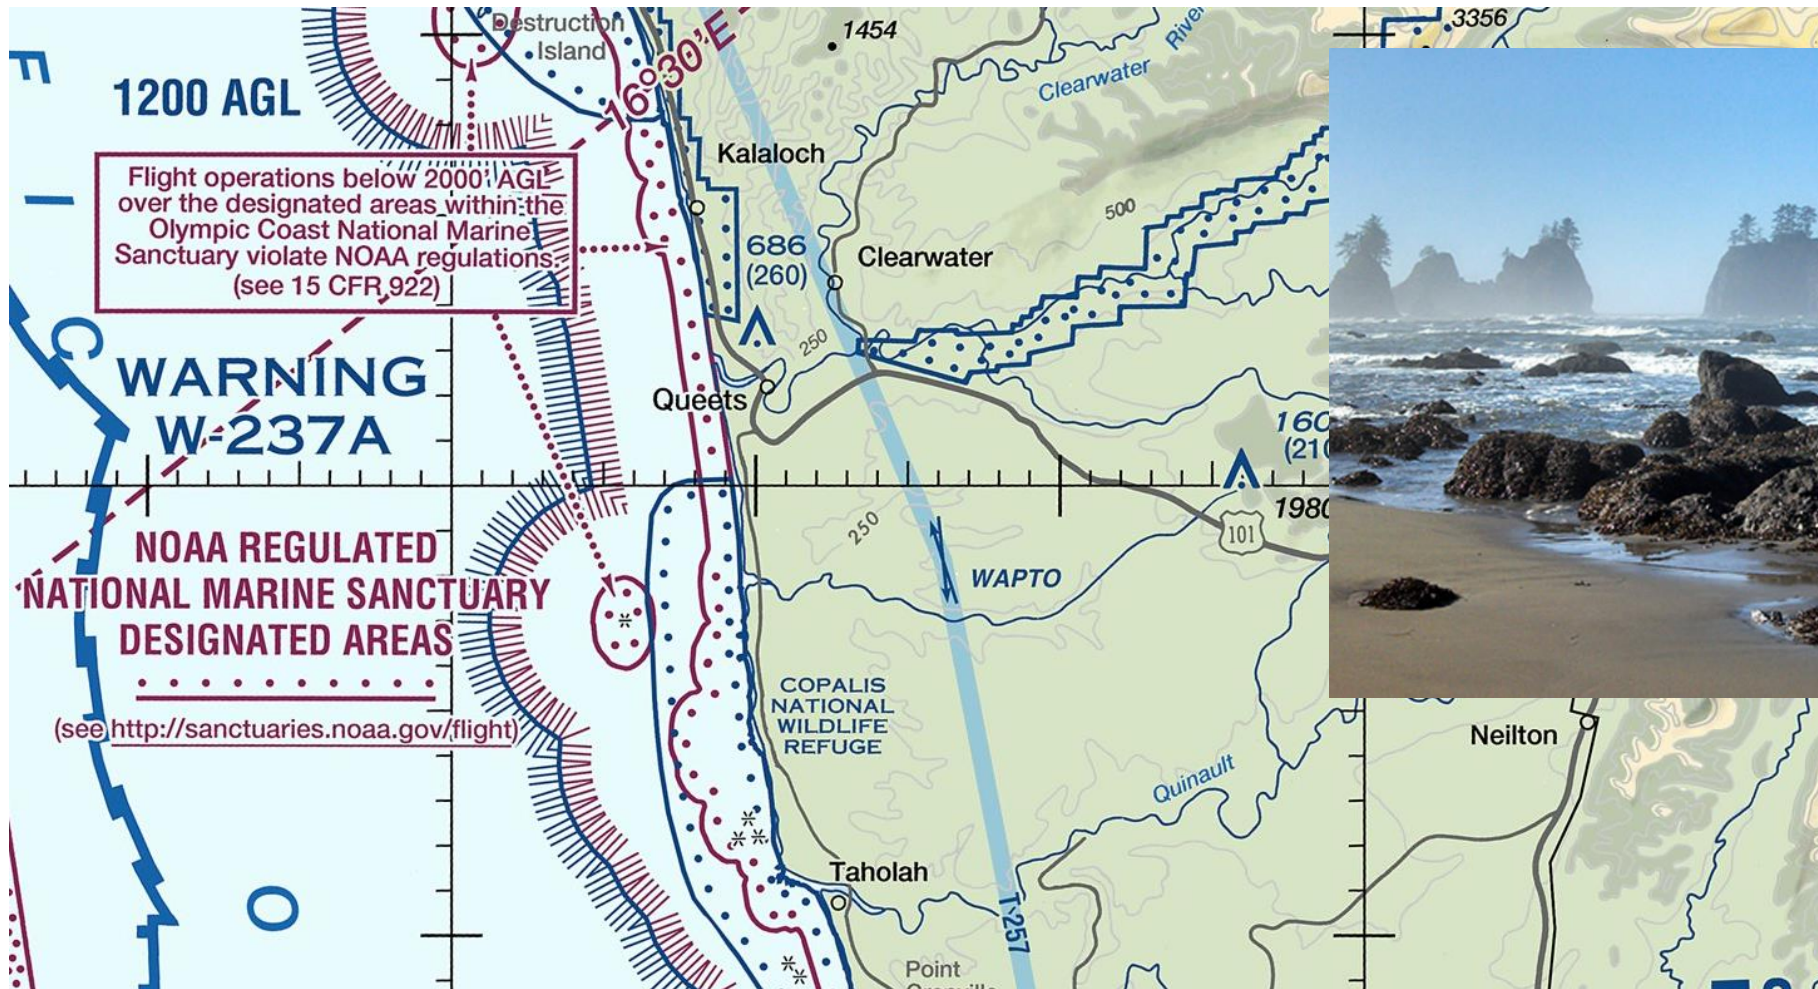 Destruction
Island
16°30'E
1454
River
Clearwater
3356
F
1200 AGL
Flight operations below 2000' AGL
over the designated areas within the
Olympic Coast National Marine
Sanctuary violate NOAA regulations.
(see 15 CFR 922)
I
Kalaloch
500
686
(260)
Clearwater
C
WARNING
W-237A
250
Queets
160
(210
1980
101
250
NOAA REGULATED
NATIONAL MARINE SANCTUARY
DESIGNATED AREAS
(see http://sanctuaries.noaa.gov/flight)
WAPTO
COPALIS
NATIONAL
WILDLIFE
REFUGE
Neilton
Quinault
Taholah
O
T-257
Point